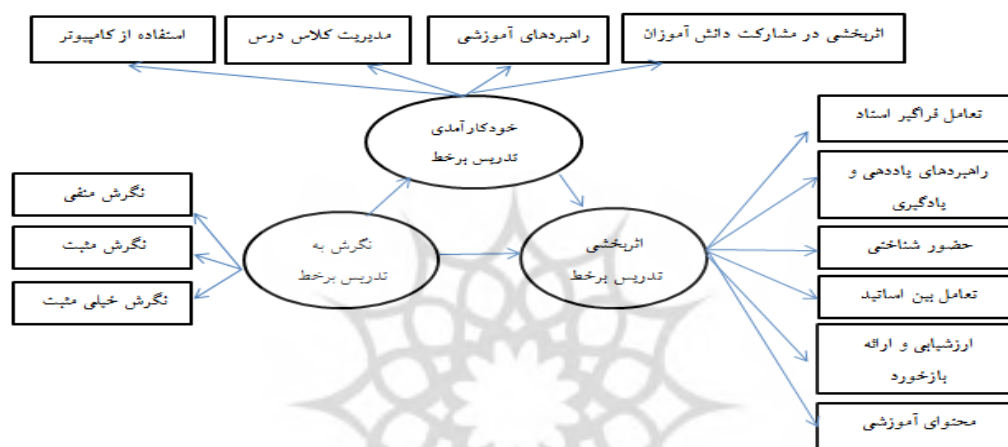 اثربخشی در مشارکت دانش آموزان
راهبردهای آموزشی
مدیریت کلاس درس
استفاده از کامپیوتر
خودکارآمدی
تدریس برخط
تعامل فراگیر استاد
راهبردهای یاددهی و
یادگیری
حضور شناختی
تعامل بین اساتید
ارزشیابی و ارائه
بازخورد
محتوای آموزشی
اثربخشی
تدریس برخط
نگرش به
تدریس برخط
نگرش منفی
نگرش مثبت
نگرش خیلی مثبت